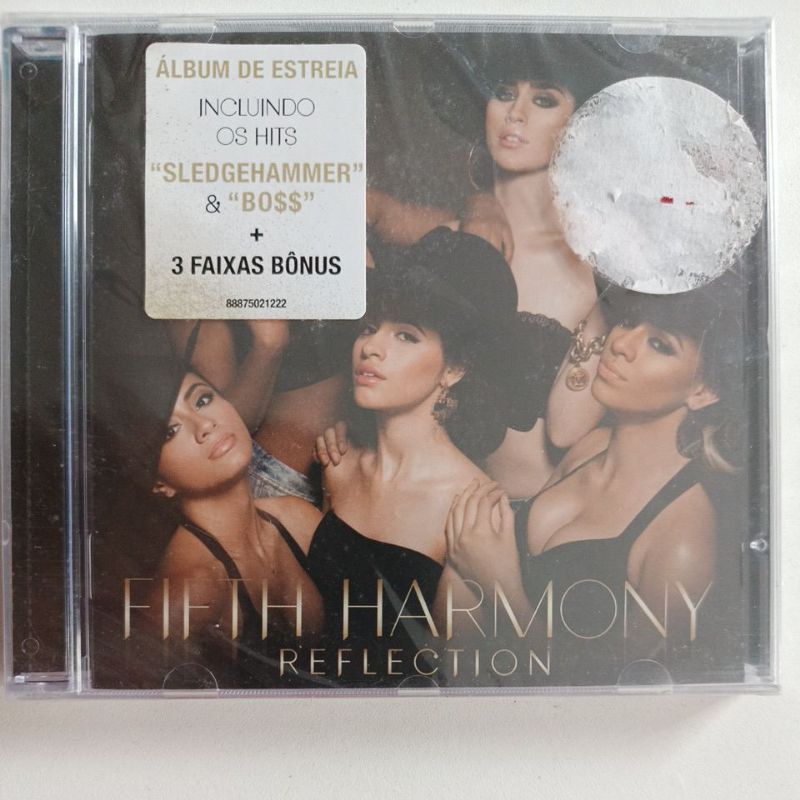 ÁLBUM DE ESTREIA
INCLUINDO
OS HITS
“SLEDGEHAMMER”
& “BO$$”
+
3 FAIXAS BÔNUS
88875021222
FIFTH HARMONY
REFLECTION